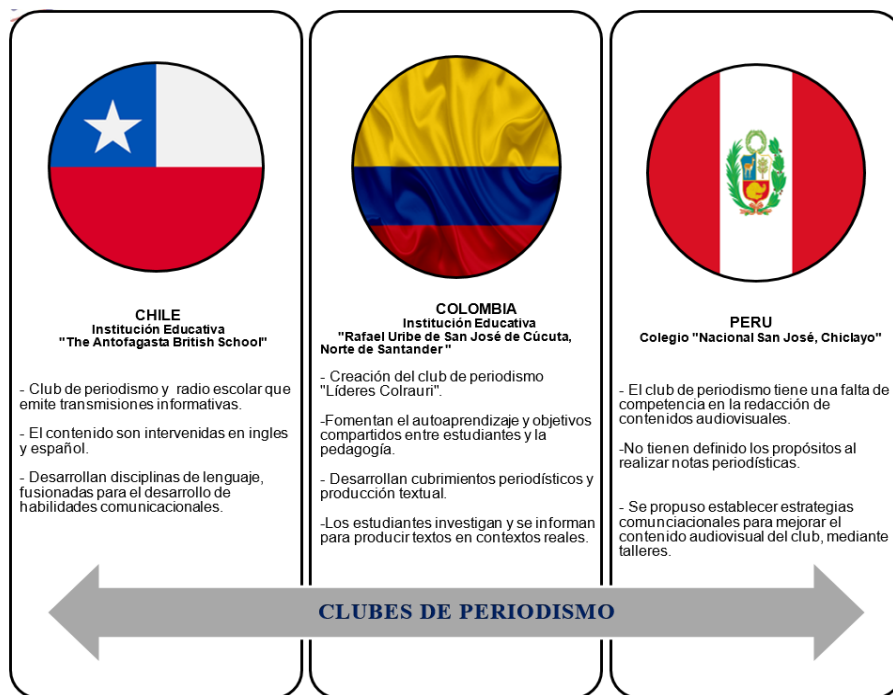 CHILE
Institución Educativa
"The Antofagasta British School"
- Club de periodismo y radio escolar que
emite transmisiones informativas.
- El contenido son intervenidas en ingles
y español.
- Desarrollan disciplinas de lenguaje,
fusionadas para el desarrollo de
habilidades comunicacionales.
COLOMBIA
Institución Educativa
"Rafael Uribe de San José de Cúcuta,
Norte de Santander "
- Creación del club de periodismo
"Líderes Colrauri".
-Fomentan el autoaprendizaje y objetivos
compartidos entre estudiantes y la
pedagogía.
- Desarrollan cubrimientos periodísticos y
producción textual.
-Los estudiantes investigan y se informan
para producir textos en contextos reales.
PERU
Colegio "Nacional San José, Chiclayo"
- El club de periodismo tiene una falta de
competencia en la redacción de
contenidos audiovisuales.
-No tienen definido los propósitos al
realizar notas periodísticas.
- Se propuso establecer estrategias
comunciacionales para mejorar el
contenido audiovisual del club, mediante
talleres.
CLUBES DE PERIODISMO